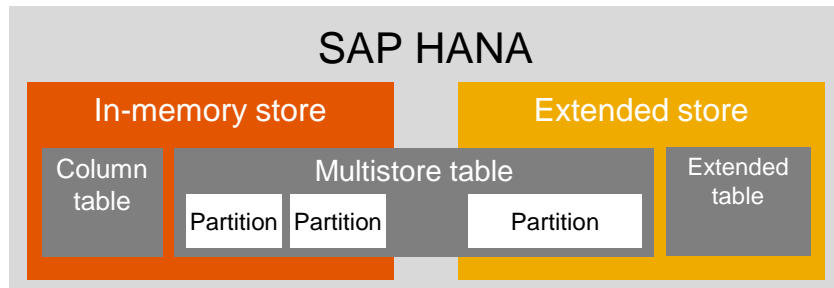 SAP HANA
In-memory store
Extended store
Column
table
Multistore table
Partition
Partition
Partition
Extended
table